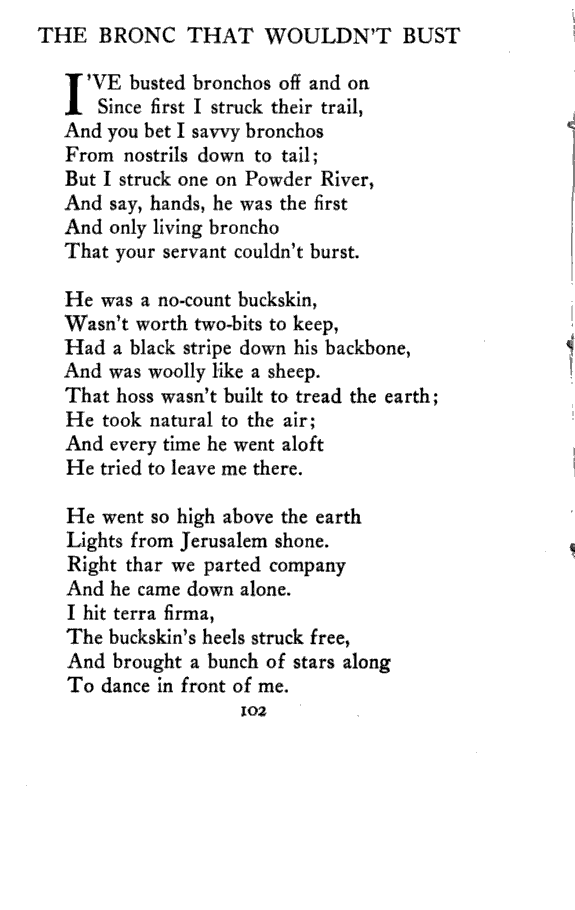 THE BRONC THAT WOULDN'T BUST
I'VE busted bronchos off and on
Since first I struck their trail,
And you bet I savvy bronchos
From nostrils down to tail;
But I struck one on Powder River,
And say, hands, he was the first
And only living broncho
That your servant couldn't burst.
He was a no-count buckskin,
Wasn't worth two-bits to keep,
Had a black stripe down his backbone,
And was woolly like a sheep.
That hoss wasn't built to tread the earth;
He took natural to the air;
And every time he went aloft
He tried to leave me there.
He went so high above the earth
Lights from Jerusalem shone.
Right thar we parted company
And he came down alone.
I hit terra firma,
The buckskin's heels struck free,
And brought a bunch of stars along
To dance in front of me.
102